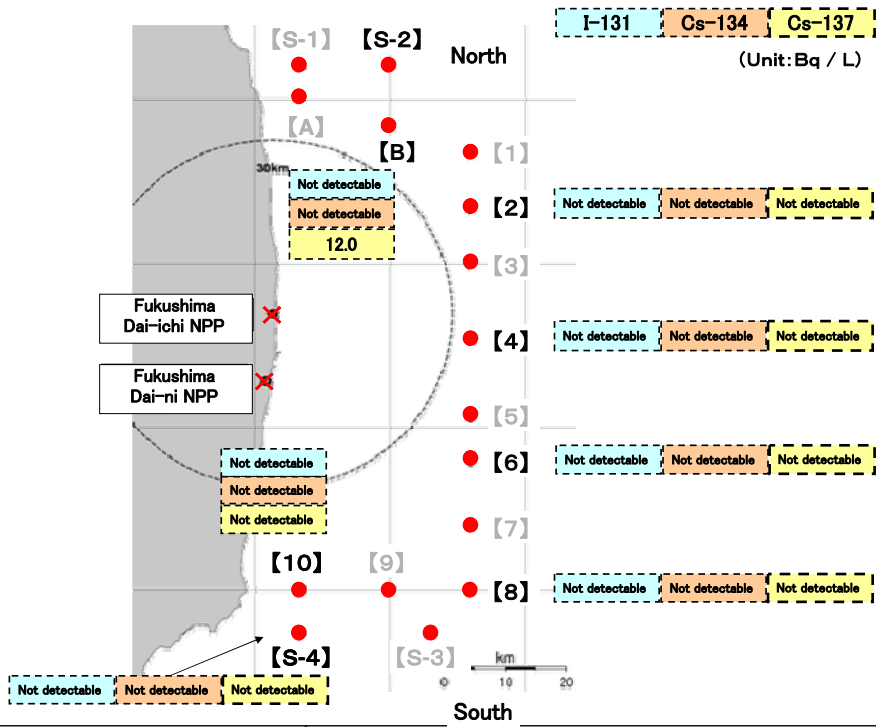 I-131 Cs-134 Cs-137
(Unit:Bq / L)
【S-1】 【S-2】
North
【A】
【B】
【1】
30km
Not detectable
Not detectable
12.0
【2】 Not detectable Not detectable Not detectable
【3】
Fukushima
Dai-ichi NPP
【4】 Not detectable Not detectable Not detectable
Fukushima
Dai-ni NPP
【5】
Not detectable
Not detectable
Not detectable
【6】 Not detectable Not detectable Not detectable
【7】
【10】 【9】
【8】 Not detectable Not detectable Not detectable
【S-4】 【S-3】
km
0 10 20
Not detectable Not detectable Not detectable
South